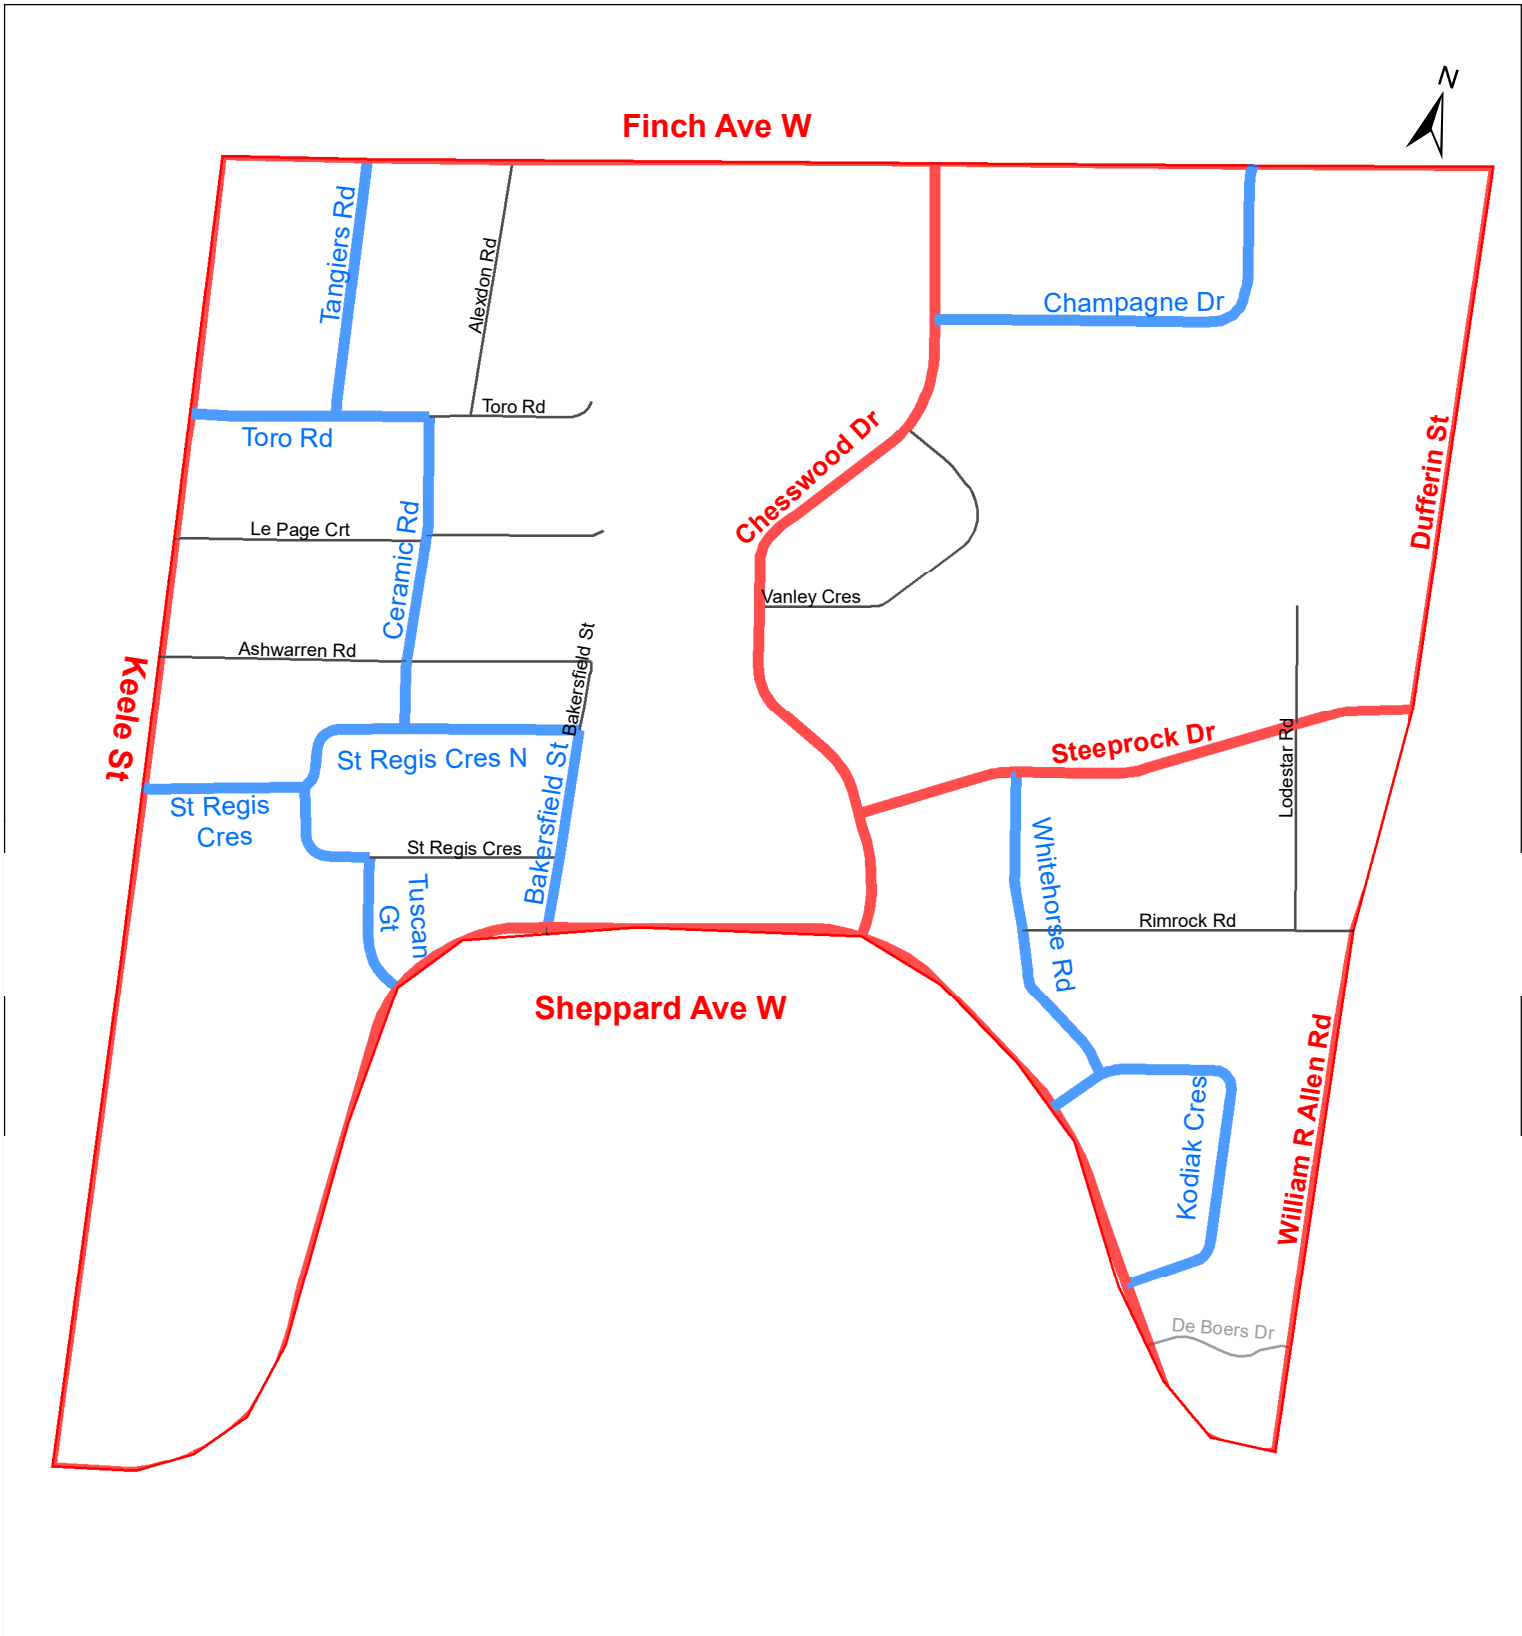 N
Finch Ave W
Tangiers Rd
Alexdon Rd
Champagne Dr
Toro Rd
Toro Rd
Chesswood Dr
Dufferin St
Le Page Crt
Ceramic Rd
Vanley Cres
Ashwarren Rd
Bakersfield St
Keele St
St Regis Cres N
Steeprock Dr
Lodestar Rd
St Regis
Cres
Bakersfield St
St Regis Cres
Whitehorse Rd
Tuscan
Gt
Rimrock Rd
Sheppard Ave W
William R Allen Rd
Kodiak Cres
De Boers Dr